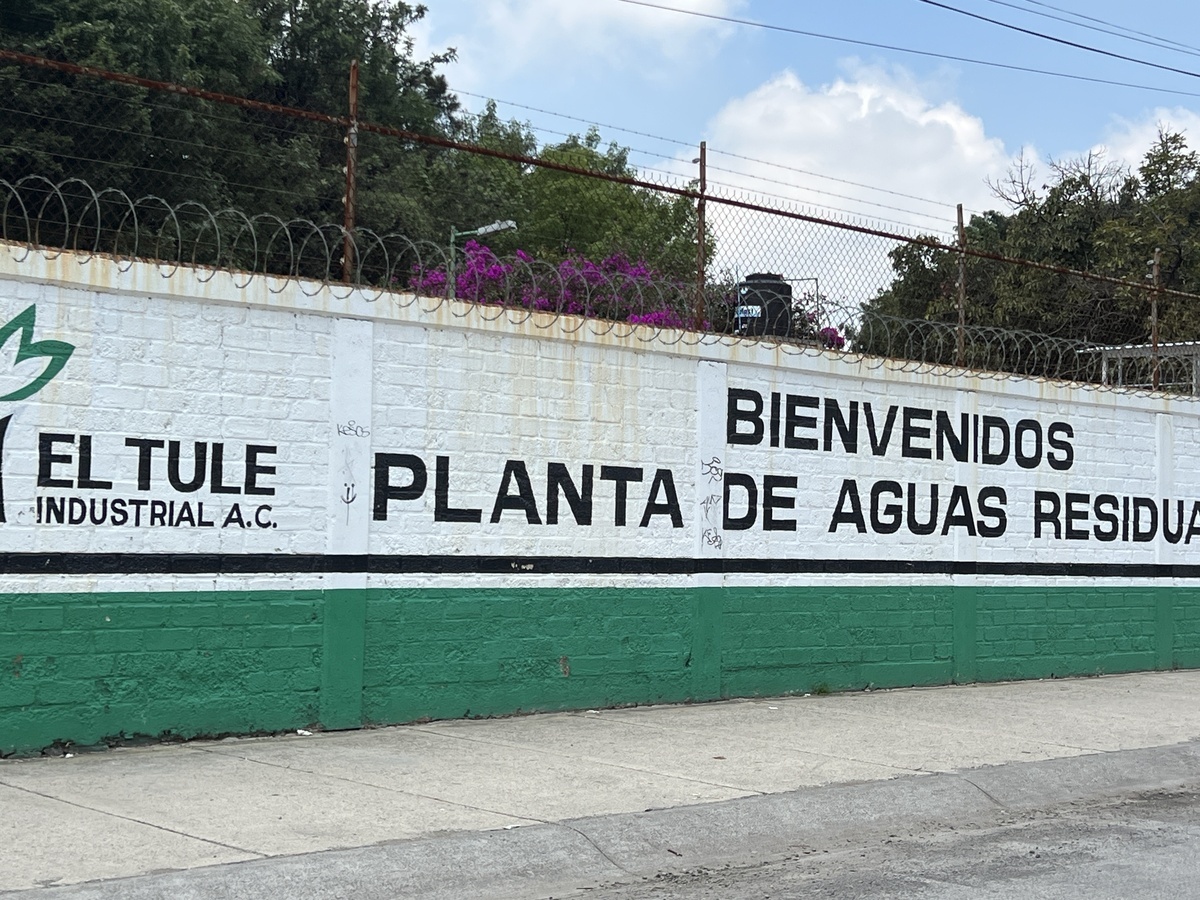 EL TULE
INDUSTRIAL A.C.
BIENVENIDOS
PLANTA DE AGUAS RESIDUA